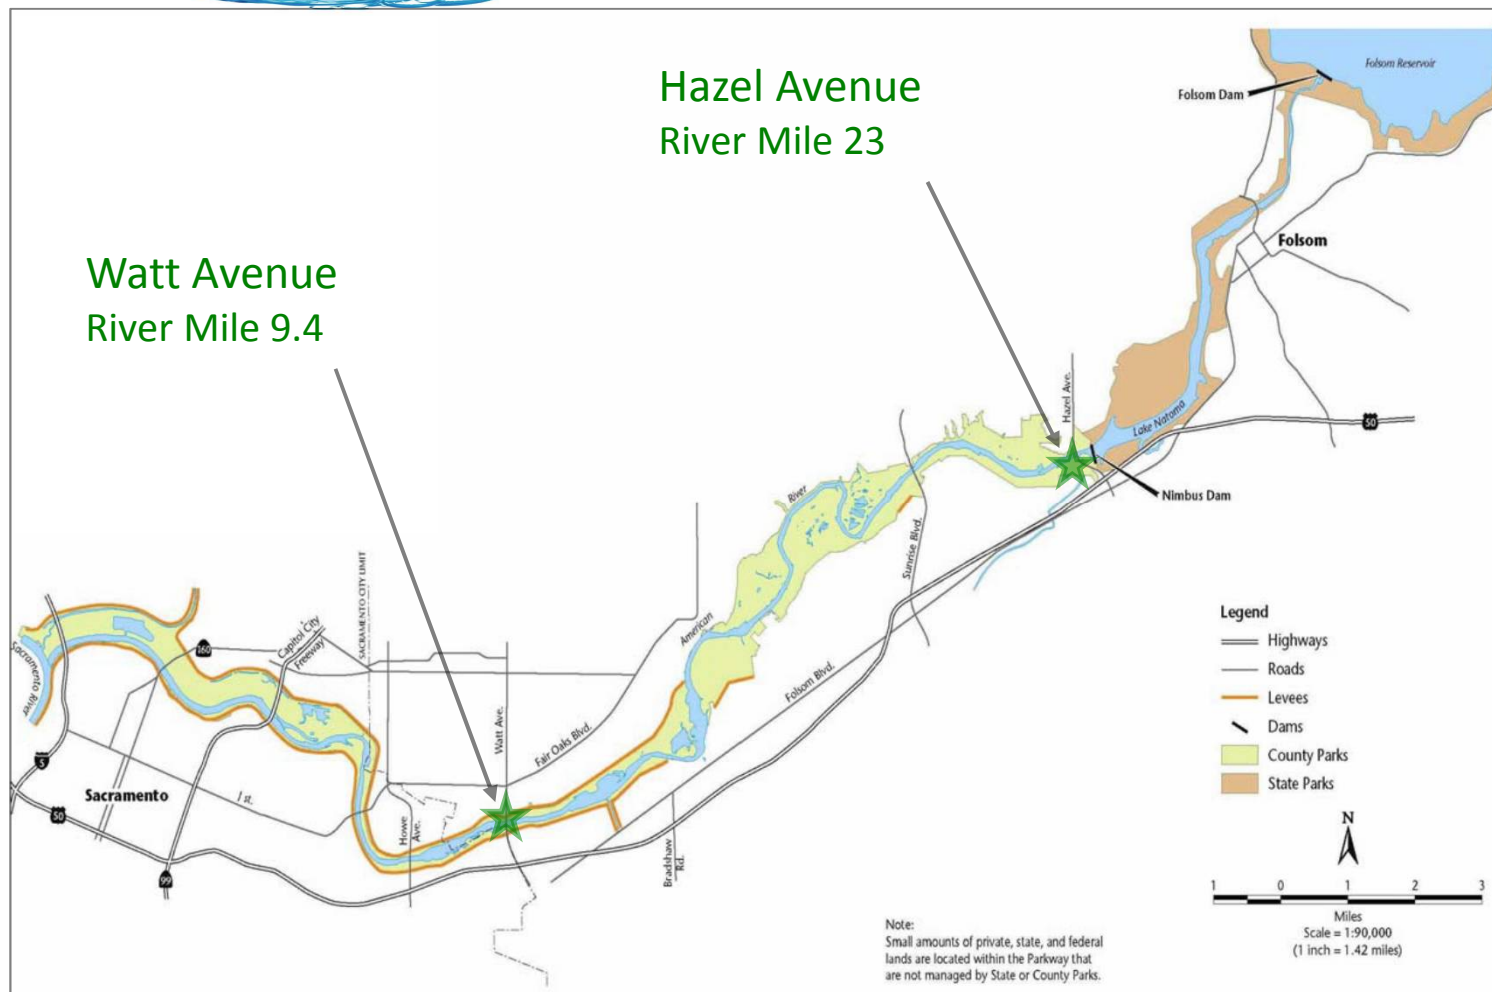 Hazel Avenue
River Mile 23
Watt Avenue
River Mile 9.4
Folsom Reservoir
Folsom Dam
Folsom
Hazel Ave.
Lake Natoma
50
Nimbus Dam
River
Sunrise Blvd.
American
SACRAMENTO CITY LIMIT
Capitol City
Freeway
160
Sacramento River
Watt Ave.
Fair Oaks Blvd.
Folsom Blvd.
5
Sacramento
J st.
50
Howe
Ave.
Bradshaw
Rd.
99
Legend
Highways
Roads
Levees
Dams
County Parks
State Parks
N
1 0 1 2 3
Miles
Scale = 1:90,000
(1 inch = 1.42 miles)
Note:
Small amounts of private, state, and federal
lands are located within the Parkway that
are not managed by State or County Parks.